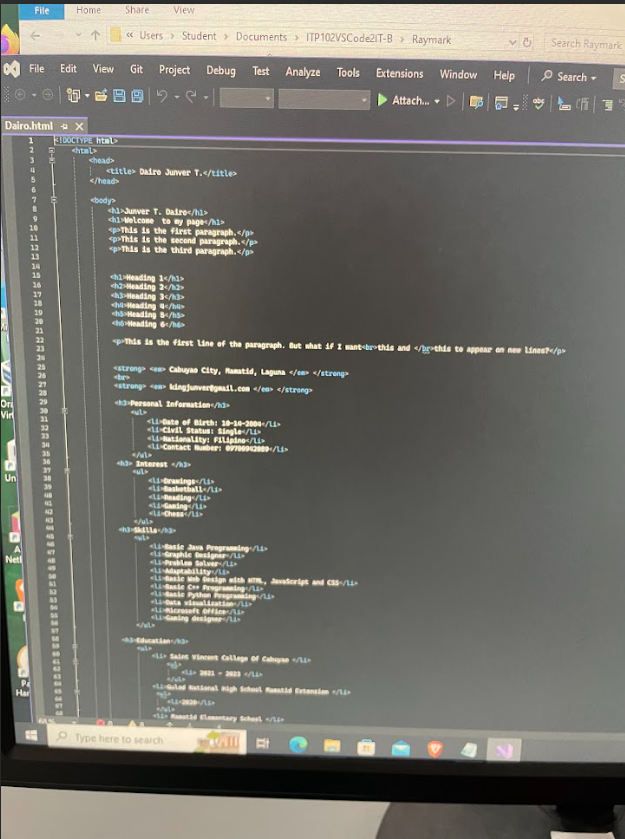 File Home Share View
« Users > Student > Documents > ITP102VSCode2IT-B > Raymark
Search Raymark
File Edit View Git Project Debug Test Analyze Tools Extensions Window Help Search
Attach...
Dairo.html
1 <!DOCTYPE html>
2 <html>
3 <head>
4 <title> Dairo Junver T.</title>
5 </head>
6
7 <body>
8 <h1>Junver T. Dairo</h1>
9 <h1>Welcome to my page</h1>
10 <p>This is the first paragraph.</p>
11 <p>This is the second paragraph.</p>
12 <p>This is the third paragraph.</p>
13
14
15 <h1>Heading 1</h1>
16 <h2>Heading 2</h2>
17 <h3>Heading 3</h3>
18 <h4>Heading 4</h4>
19 <h5>Heading 5</h5>
20 <h6>Heading 6</h6>
21
22 <p>This is the first line of the paragraph. But what if I want<br>this and </br>this to appear on new lines?</p>
23
24
25 <strong> <em> Cabuyao City, Mamatid, Laguna </em> </strong>
26 <br>
27 <strong> <em> kingjunver@gmail.com </em> </strong>
28
29 <h3>Personal Information</h3>
30 <ul>
31 <li>Date of Birth: 10-14-2004</li>
32 <li>Civil Status: Single</li>
33 <li>Nationality: Filipino</li>
34 <li>Contact Number: 09700942089</li>
35 </ul>
36 <h3> Interest </h3>
37 <ul>
38 <li>Drawings</li>
39 <li>Basketball</li>
40 <li>Reading</li>
41 <li>Gaming</li>
42 <li>Chess</li>
43 </ul>
44 <h3>Skills</h3>
45 <ul>
46 <li>Basic Java Programming</li>
47 <li>Graphic Designer</li>
48 <li>Problem Solver</li>
49 <li>Adaptability</li>
50 <li>Basic Web Design with HTML, JavaScript and CSS</li>
51 <li>Basic C++ Programming</li>
52 <li>Basic Python Programming</li>
53 <li>Data visualization</li>
54 <li>Microsoft Office</li>
55 <li>Gaming designer</li>
56 </ul>
57
58 <h3>Education</h3>
59 <ul>
60 <li> Saint Vincent College Of Cabuyao </li>
61 <ul>
62 <li> 2021 - 2023 </li>
63 </ul>
64 <li>Gulod National High School Mamatid Extension </li>
65 <ul>
66 <li>2020</li>
67 </ul>
68 <li> Mamatid Elementary School </li>
Type here to search